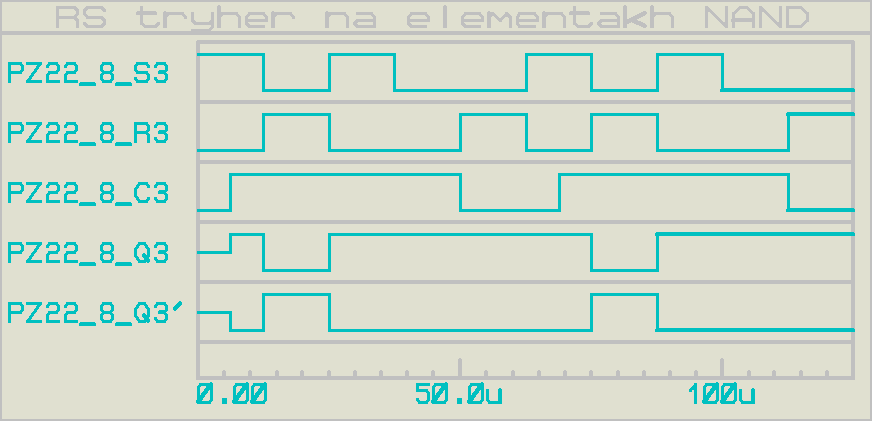 RS tryher na elementakh NAND
PZ22_8_S3
PZ22_8_R3
PZ22_8_C3
PZ22_8_Q3
PZ22_8_Q3′
0.00 50.0u 100u